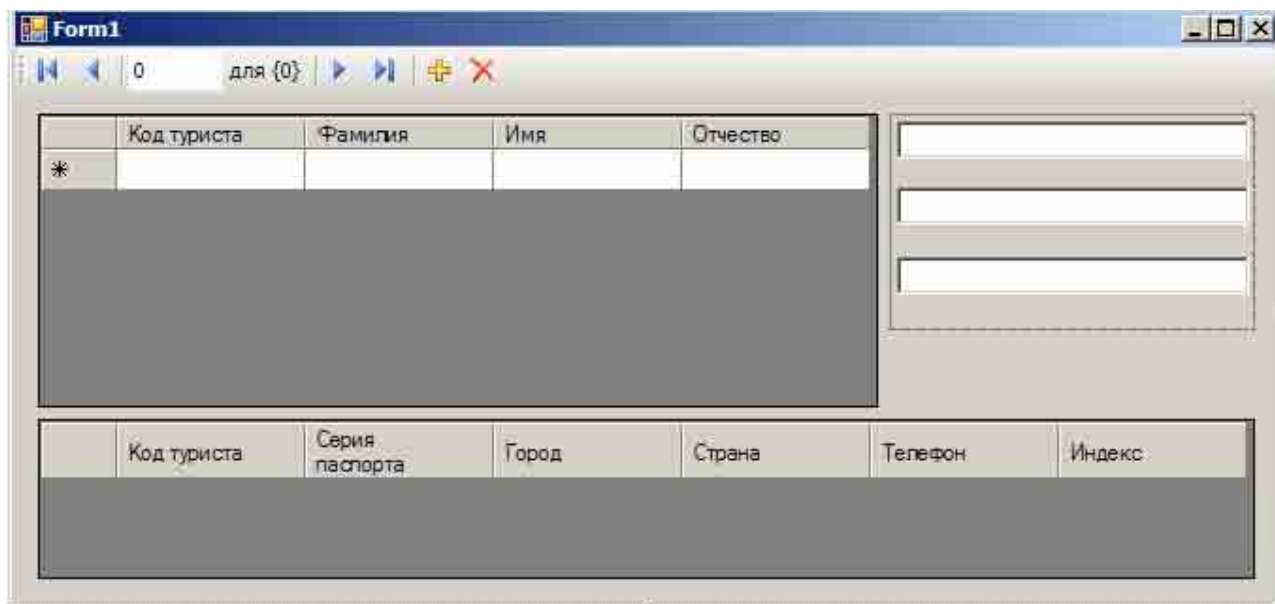 Form1
0 для {0}
Код туриста Фамилия Имя Отчество
Код туриста Серия паспорта Город Страна Телефон Индекс